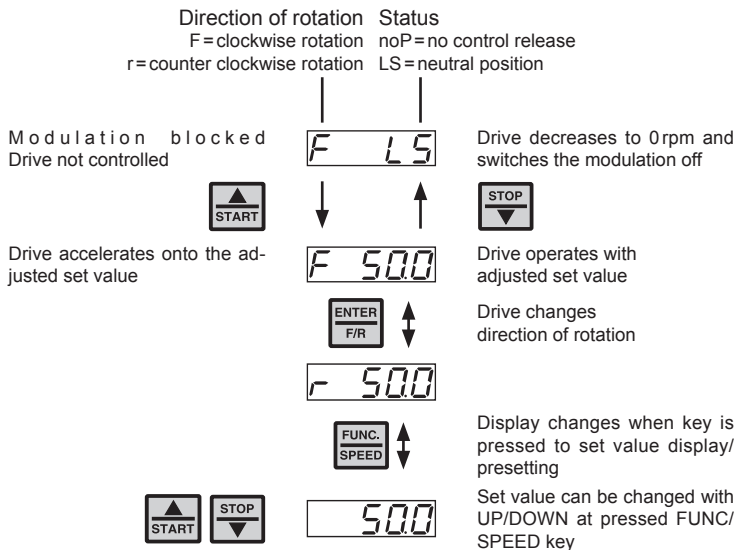 Direction of rotation Status
F=clockwise rotation noP=no control release
r=counter clockwise rotation LS=neutral position
Modulation blocked
Drive not controlled
F LS
Drive decreases to 0rpm and
switches the modulation off
START
STOP
Drive accelerates onto the ad-
justed set value
F 50.0
Drive operates with
adjusted set value
ENTER
F/R
Drive changes
direction of rotation
r 50.0
FUNC.
SPEED
Display changes when key is
pressed to set value display/
presetting
START
STOP
50.0
Set value can be changed with
UP/DOWN at pressed FUNC/
SPEED key